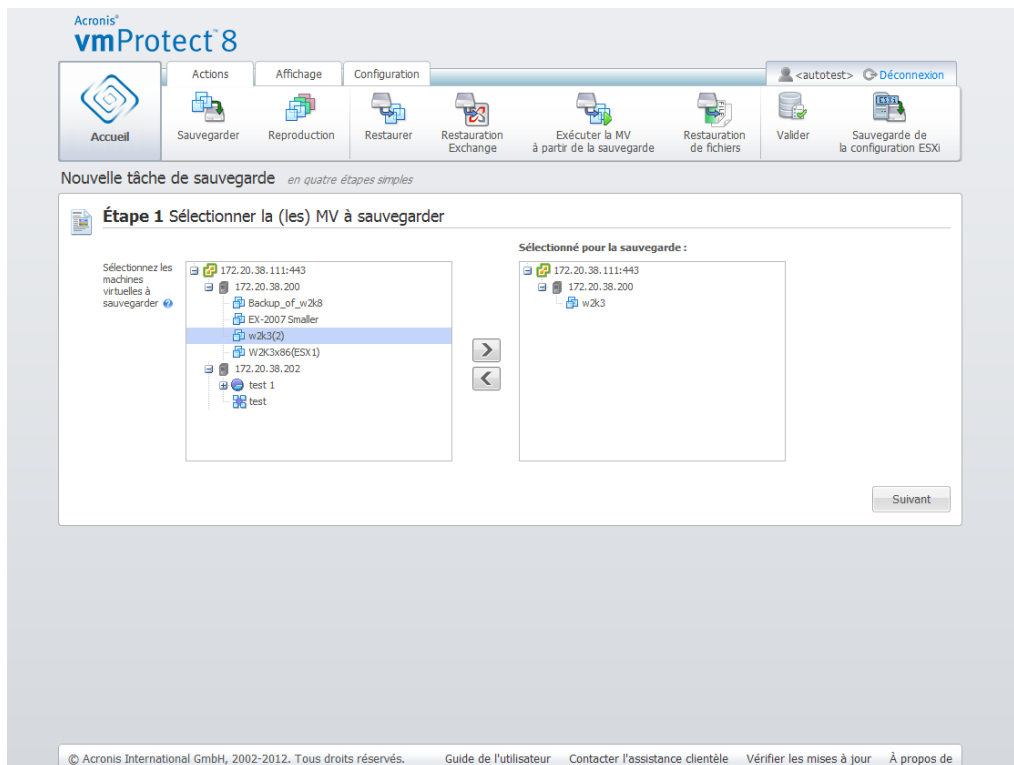 Acronis®
vmProtect™8
Actions
Affichage
Configuration
<autotest>
Déconnexion
Accueil
Sauvegarder
Reproduction
Restaurer
Restauration
Exchange
Exécuter la MV
à partir de la sauvegarde
Restauration
de fichiers
Valider
Sauvegarde de
la configuration ESXi
Nouvelle tâche de sauvegarde en quatre étapes simples
Étape 1 Sélectionner la (les) MV à sauvegarder
Sélectionnez les
machines
virtuelles à
sauvegarder
172.20.38.111:443
172.20.38.200
Backup_of_w2k8
EX-2007 Smaller
w2k3(2)
W2K3x86(ESX1)
172.20.38.202
test 1
test
Sélectionné pour la sauvegarde :
172.20.38.111:443
172.20.38.200
w2k3
Suivant
© Acronis International GmbH, 2002-2012. Tous droits réservés.
Guide de l'utilisateur
Contacter l'assistance clientèle
Vérifier les mises à jour
À propos de